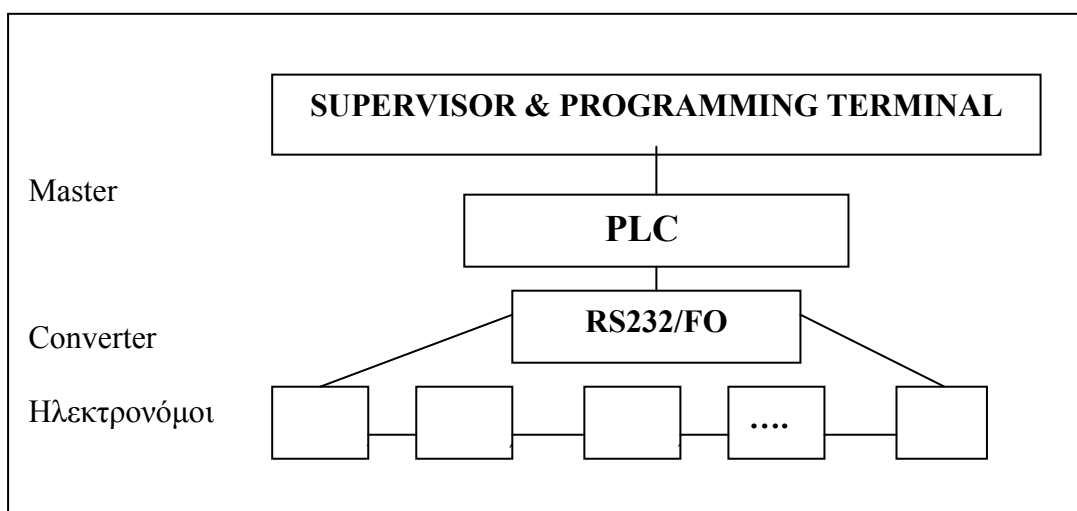 SUPERVISOR & PROGRAMMING TERMINAL
Master
PLC
RS232/FO
Converter
Ηλεκτρονόμοι
....